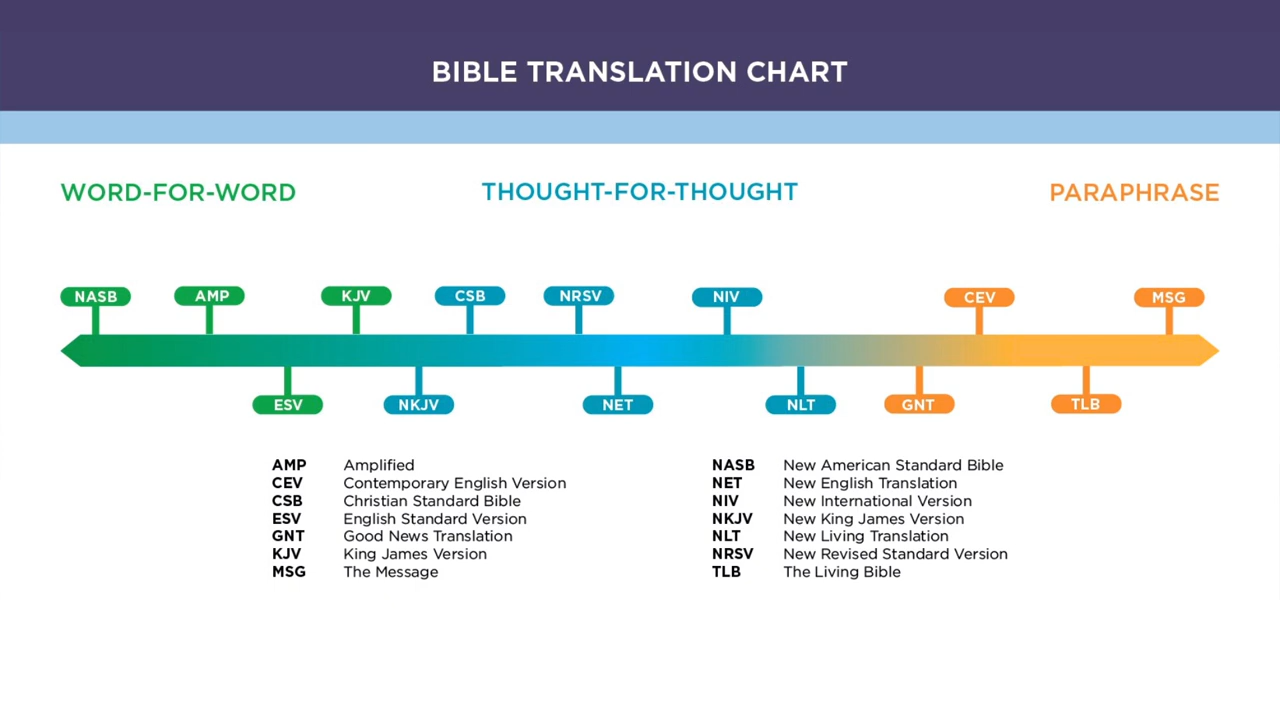 BIBLE TRANSLATION CHART
WORD-FOR-WORD THOUGHT-FOR-THOUGHT PARAPHRASE
NASB AMP KJV CSB NRSV NIV CEV MSG
ESV NKJV NET NLT GNT TLB
AMP Amplified
CEV Contemporary English Version
CSB Christian Standard Bible
ESV English Standard Version
GNT Good News Translation
KJV King James Version
MSG The Message
NASB New American Standard Bible
NET New English Translation
NIV New International Version
NKJV New King James Version
NLT New Living Translation
NRSV New Revised Standard Version
TLB The Living Bible